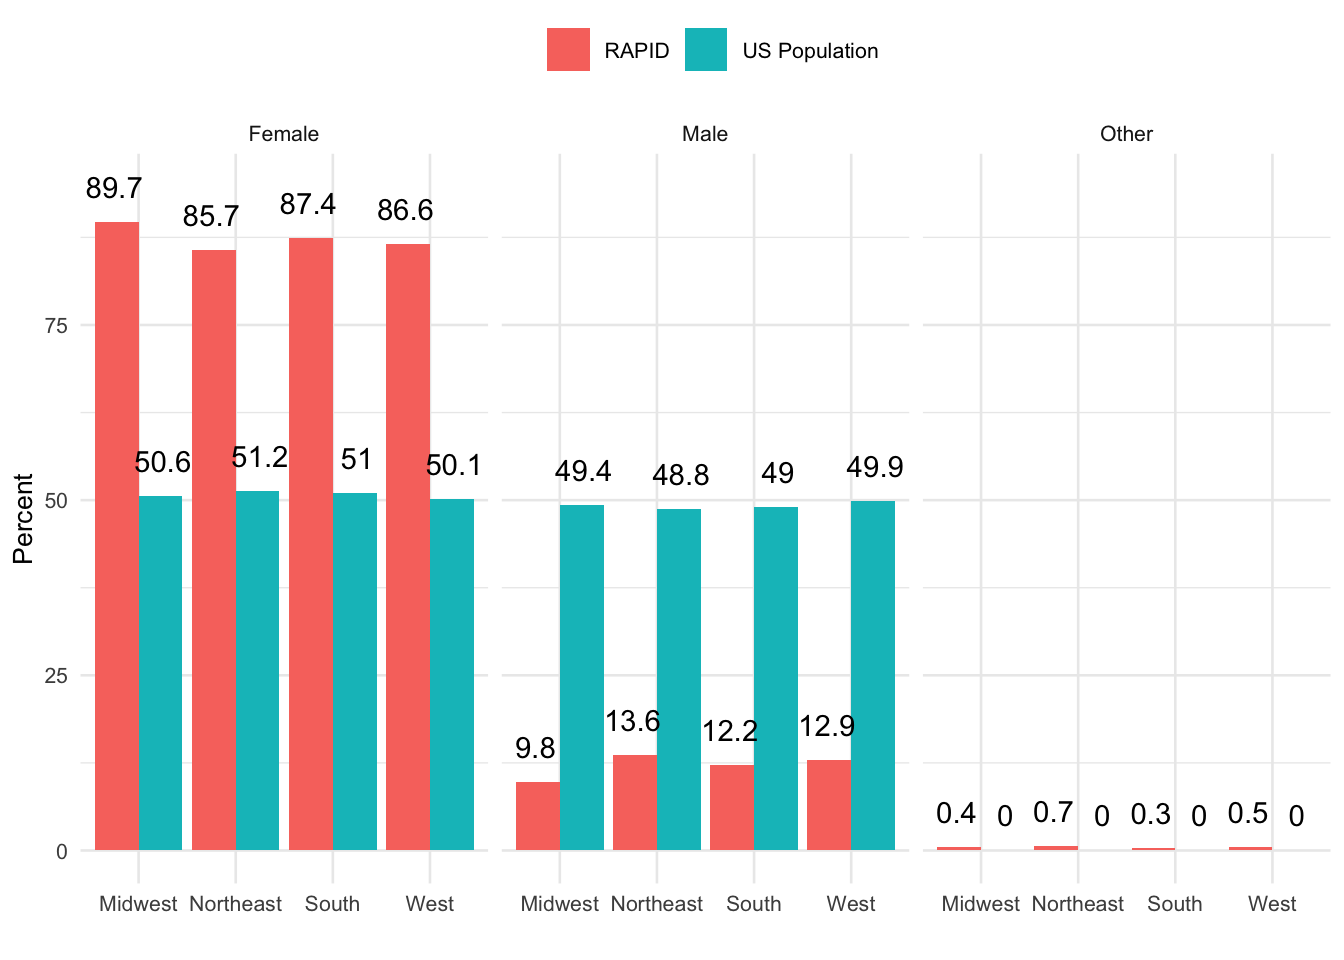 RAPID US Population
Female Male Other
89.7 85.7 87.4 86.6
50.6 51.2 51 50.1
49.4 48.8 49 49.9
9.8 13.6 12.2 12.9
0.4 0 0.7 0 0.3 0 0.5 0
Percent
75
50
25
0
Midwest Northeast South West Midwest Northeast South West Midwest Northeast South West